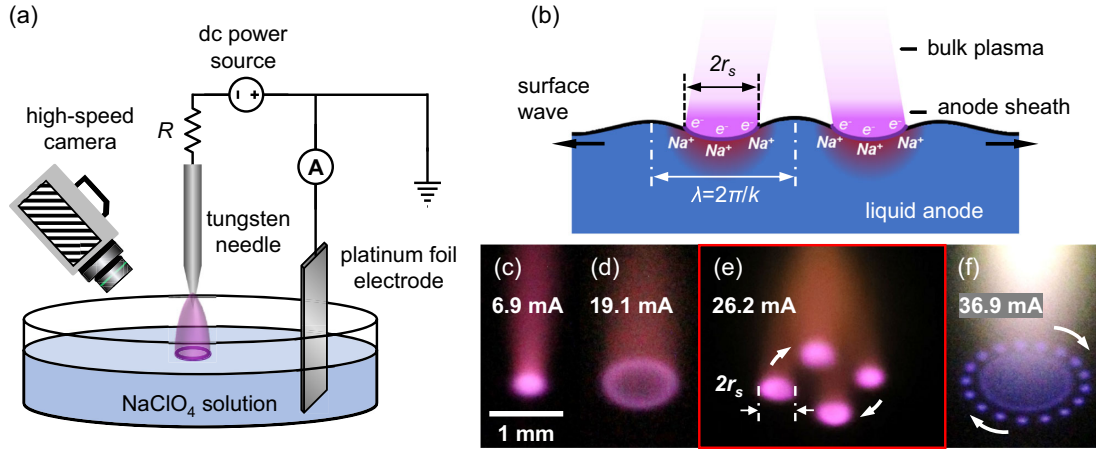 (a)
dc power
source
high-speed
camera
R
A
tungsten
needle
platinum foil
electrode
NaClO₄ solution
(b)
bulk plasma
2rₛ
surface
wave
anode sheath
e⁻ e⁻ e⁻ e⁻ e⁻ e⁻
Na⁺ Na⁺ Na⁺ Na⁺ Na⁺ Na⁺
λ=2π/k
liquid anode
(c)
6.9 mA
1 mm
(d)
19.1 mA
(e)
26.2 mA
2rₛ
(f)
36.9 mA